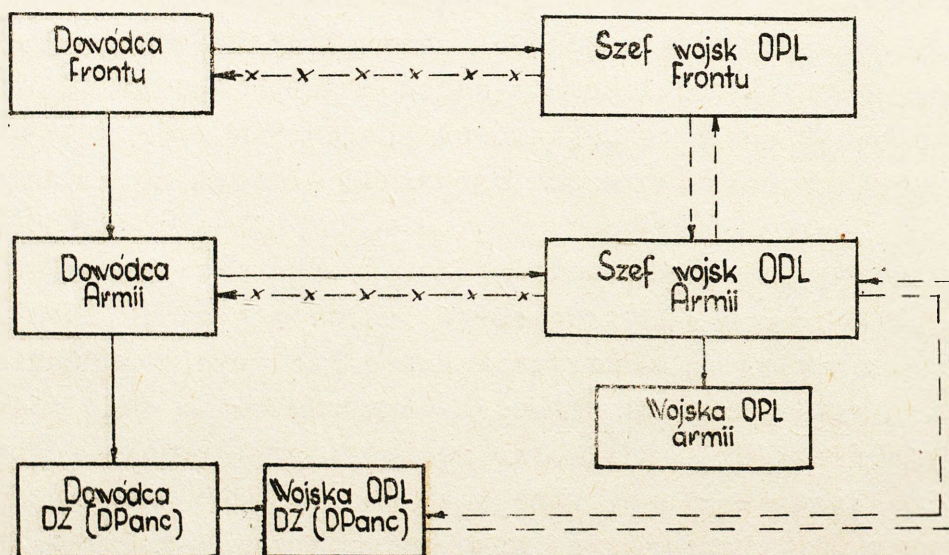 Dowódca
Frontu
Szef wojsk OPL
Frontu
Dowódca
Armii
Szef wojsk OPL
Armii
Wojska OPL
armii
Dowódca
DZ (DPanc)
Wojska OPL
DZ (DPanc)